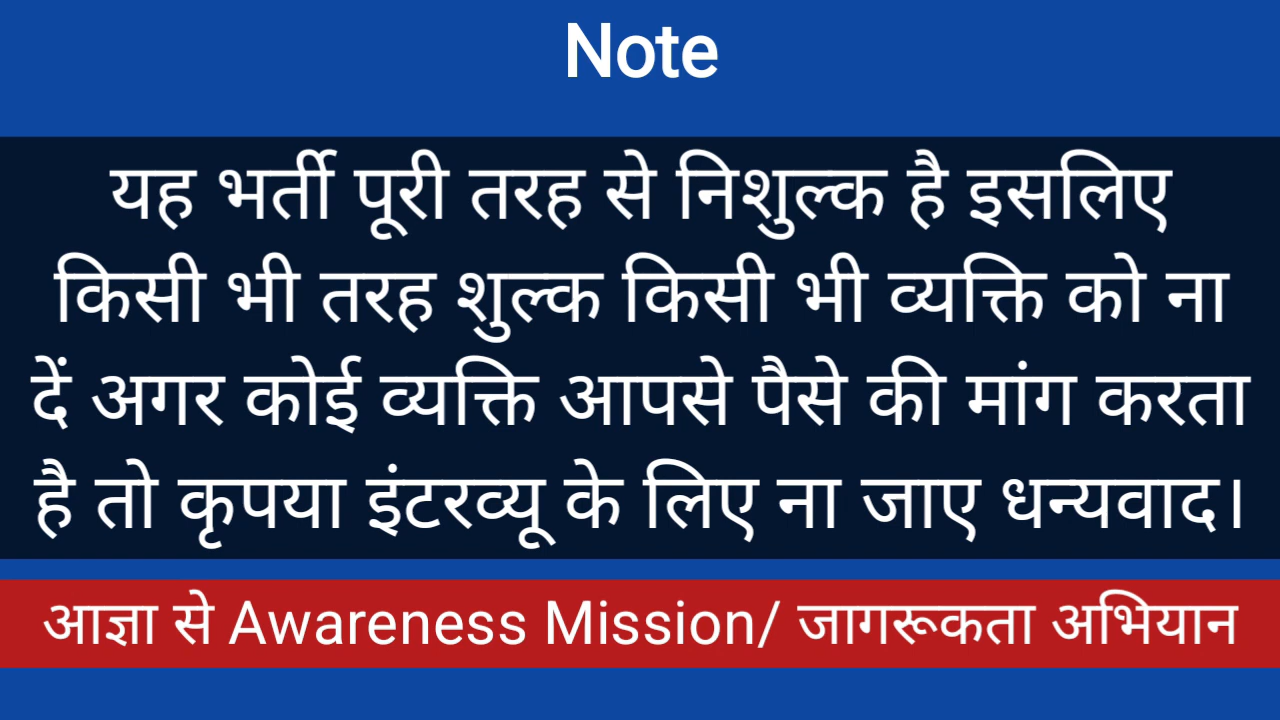 Note
यह भर्ती पूरी तरह से निशुल्क है इसलिए
किसी भी तरह शुल्क किसी भी व्यक्ति को ना
दें अगर कोई व्यक्ति आपसे पैसे की मांग करता
है तो कृपया इंटरव्यू के लिए ना जाए धन्यवाद।
आज्ञा से Awareness Mission/ जागरूकता अभियान